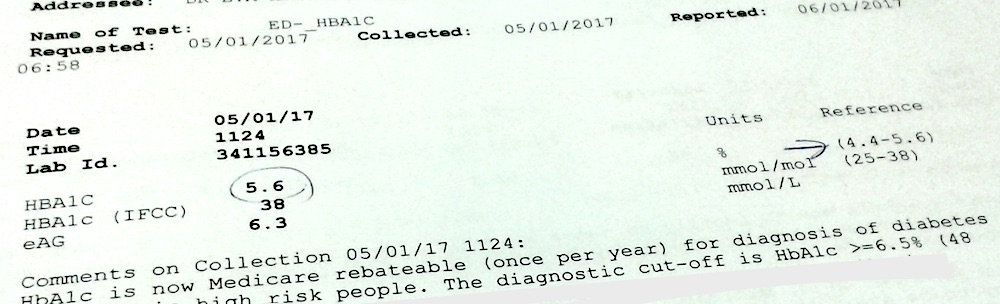 Addressee:
Name of Test: ED-_HBA1C
Requested: 05/01/2017 Collected: 05/01/2017 Reported: 06/01/2017
06:58
Date 05/01/17
Time 1124
Lab Id. 341156385 Units Reference
HBA1C 5.6 % (4.4-5.6)
HBA1C (IFCC) 38 mmol/mol (25-38)
eAG 6.3 mmol/L
Comments on Collection 05/01/17 1124:
HbA1c is now Medicare rebateable (once per year) for diagnosis of diabetes
high risk people. The diagnostic cut-off is HbA1c >=6.5% (48